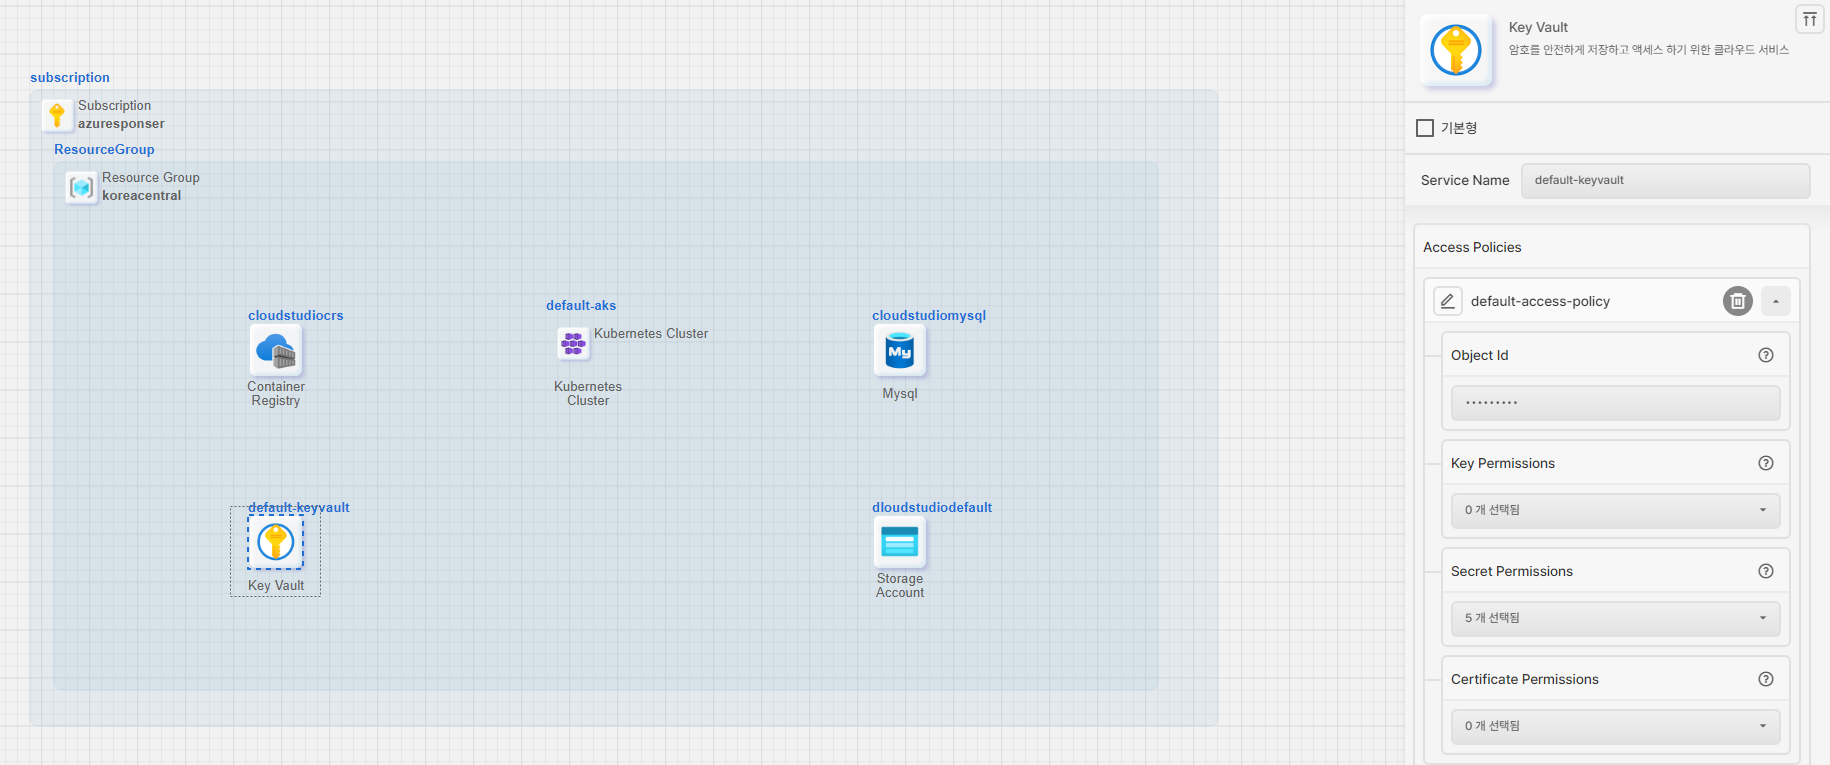 subscription
Subscription
azuresponser
ResourceGroup
Resource Group
koreacentral
cloudstudiocrs
Container
Registry
default-aks
Kubernetes Cluster
Kubernetes
Cluster
cloudstudiomysql
My
Mysql
default-keyvault
Key Vault
dloudstudiodefault
Storage
Account
Key Vault
암호를 안전하게 저장하고 액세스 하기 위한 클라우드 서비스
기본형
Service Name
default-keyvault
Access Policies
default-access-policy
Object Id
•••••••••
Key Permissions
0 개 선택됨
Secret Permissions
5 개 선택됨
Certificate Permissions
0 개 선택됨